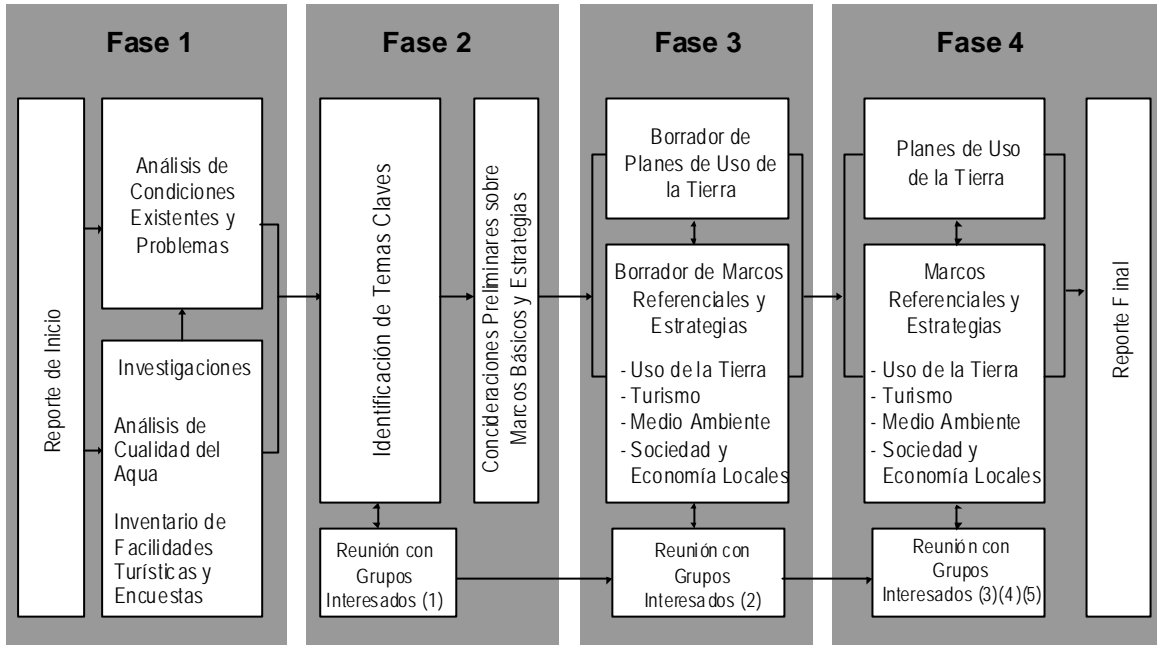 Fase 1
Reporte de Inicio
Análisis de
Condiciones
Existentes y
Problemas
Investigaciones
Análisis de
Cualidad del
Aqua
Inventario de
Facilidades
Turísticas y
Encuestas
Fase 2
Identificación de Temas Claves
Concideraciones Preliminares sobre
Marcos Básicos y Estrategias
Reunión con
Grupos
Interesados (1)
Fase 3
Borrador de
Planes de Uso de
la Tierra
Borrador de Marcos
Referenciales y
Estrategias
- Uso de la Tierra
- Turismo
- Medio Ambiente
- Sociedad y
Economía Locales
Reunión con
Grupos
Interesados (2)
Fase 4
Planes de Uso
de la Tierra
Marcos
Referenciales y
Estrategias
- Uso de la Tierra
- Turismo
- Medio Ambiente
- Sociedad y
Economía Locales
Reunión con
Grupos
Interesados (3)(4)(5)
Reporte Final